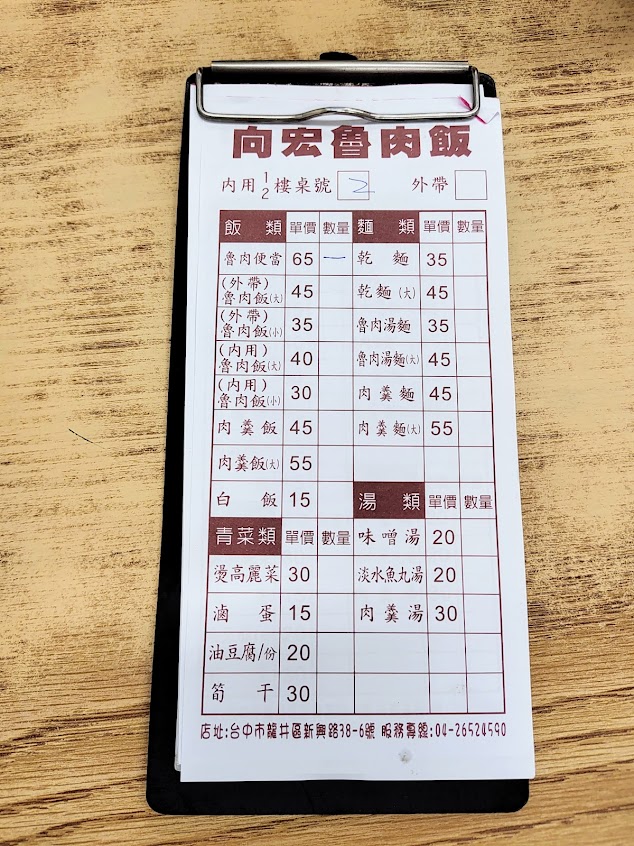 向宏魯肉飯
內用1/2樓桌號 2 外帶
飯類 單價 數量 麵類 單價 數量
魯肉便當 65 一 乾麵 35
(外帶)魯肉飯(大) 45 乾麵(大) 45
(外帶)魯肉飯(小) 35 魯肉湯麵 35
(內用)魯肉飯(大) 40 魯肉湯麵(大) 45
(內用)魯肉飯(小) 30 肉羹麵 45
肉羹飯 45 肉羹麵(大) 55
肉羹飯(大) 55
白飯 15 湯類 單價 數量
青菜類 單價 數量 味噌湯 20
燙高麗菜 30 淡水魚丸湯 20
滷蛋 15 肉羹湯 30
油豆腐/份 20
筍干 30
店址:台中市龍井區新興路38-6號 服務專線:04-26524590